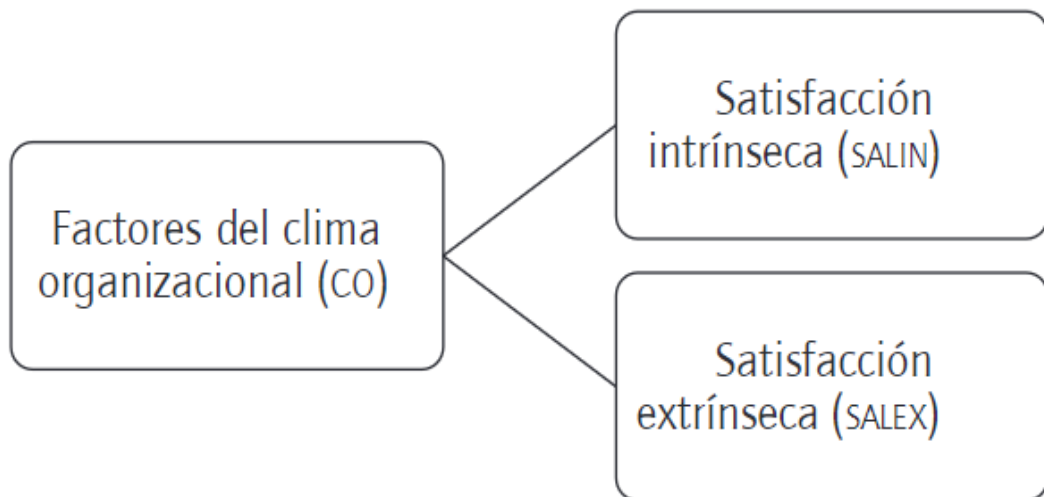 Factores del clima
organizacional (CO)
Satisfacción
intrínseca (SALIN)
Satisfacción
extrínseca (SALEX)